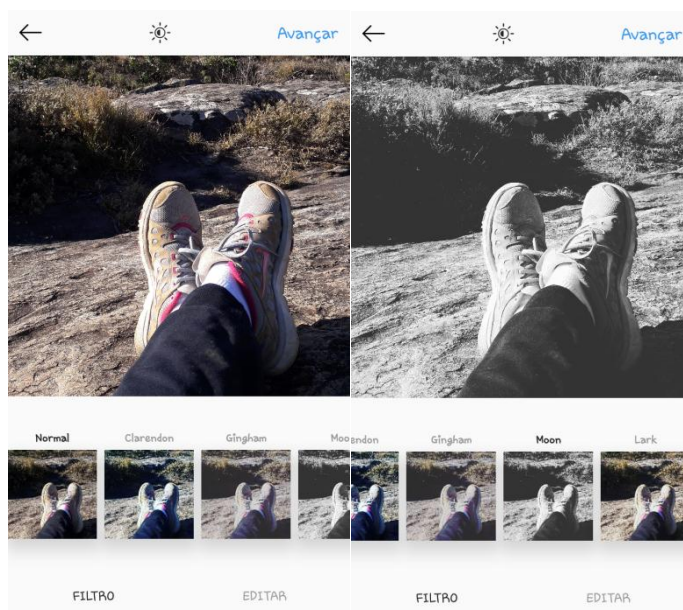 Avançar
Normal Clarendon Gingham Moo
FILTRO EDITAR
Avançar
endon Gingham Moon Lark
FILTRO EDITAR